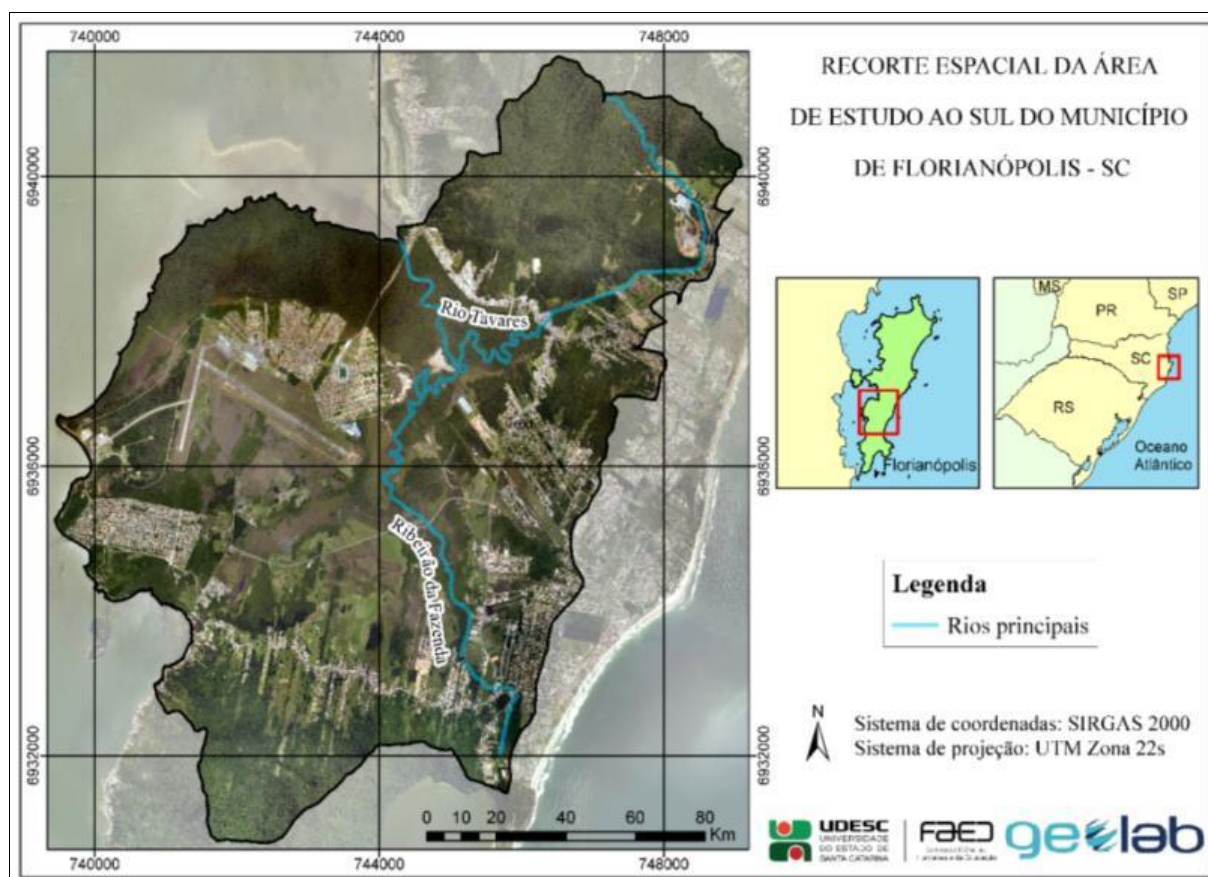 740000
744000
748000
RECORTE ESPACIAL DA ÁREA
DE ESTUDO AO SUL DO MUNICÍPIO
DE FLORIANÓPOLIS - SC
6940000
6940000
Rio Tavares
MS
PR
SP
SC
RS
Oceano
Atlântico
Florianópolis
6936000
6936000
Ribeirão da Fazenda
Legenda
Rios principais
N
Sistema de coordenadas: SIRGAS 2000
Sistema de projeção: UTM Zona 22s
6932000
6932000
0 10 20 40 60 80
Km
UDESC
UNIVERSIDADE
DO ESTADO DE
SANTA CATARINA
FAED
geolab
740000
744000
748000